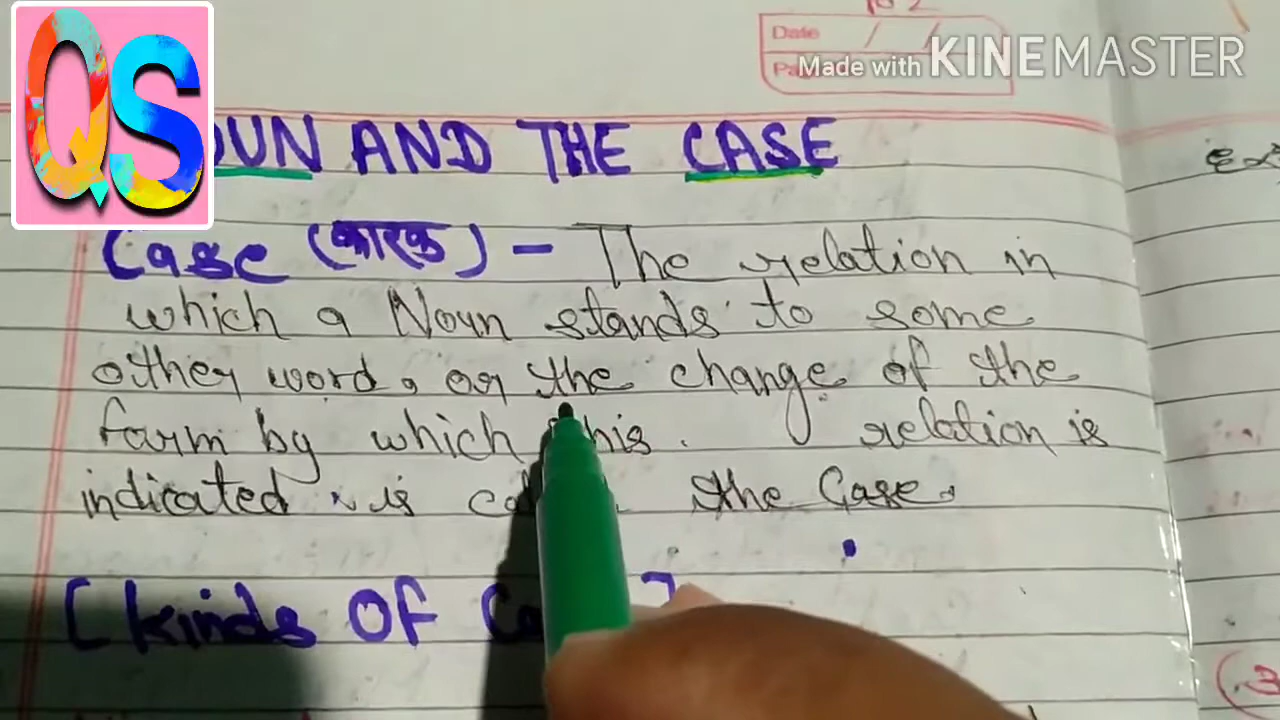 QS
Date / /
Made with KINEMASTER
NOUN AND THE CASE
Case (कारक) - The relation in
which a Noun stands to some
other word, or the change of the
form by which this. relation is
indicated, is the Case.
[Kinds Of ]